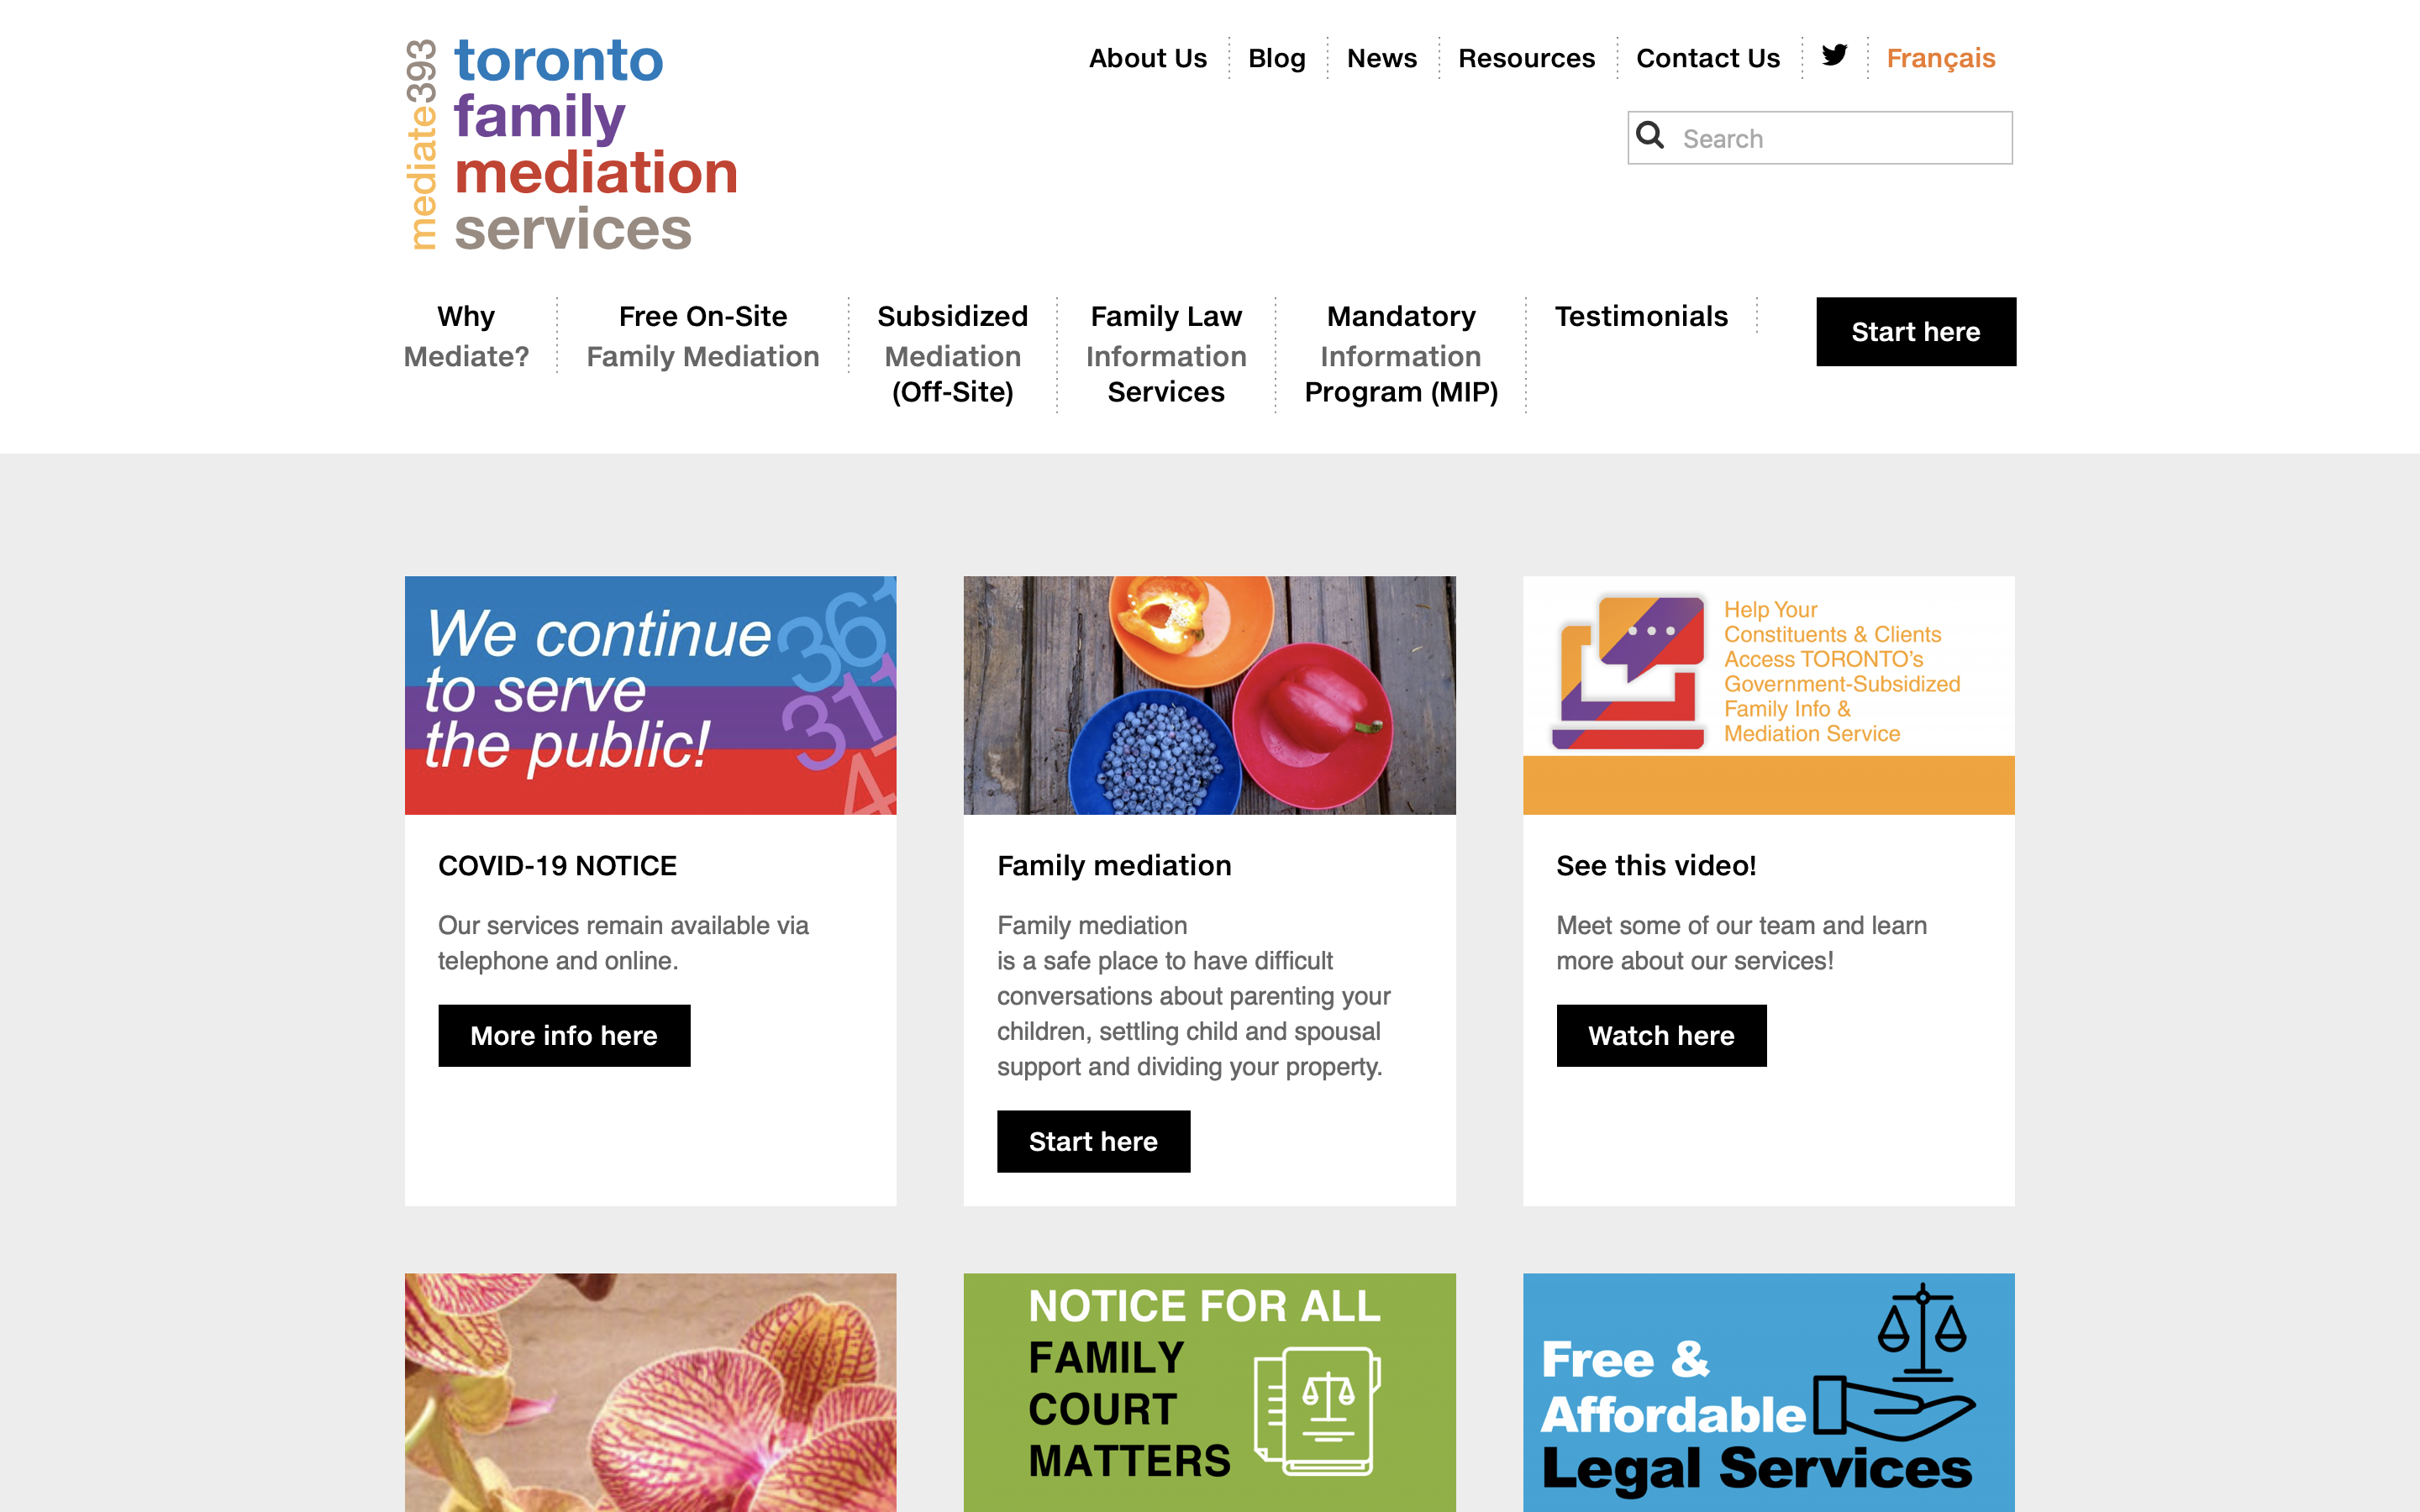 mediate393
toronto
family
mediation
services
About Us
Blog
News
Resources
Contact Us
Français
Search
Why
Mediate?
Free On-Site
Family Mediation
Subsidized
Mediation
(Off-Site)
Family Law
Information
Services
Mandatory
Information
Program (MIP)
Testimonials
Start here
We continue
to serve
the public!
361
311
47
COVID-19 NOTICE
Our services remain available via
telephone and online.
More info here
Family mediation
Family mediation
is a safe place to have difficult
conversations about parenting your
children, settling child and spousal
support and dividing your property.
Start here
Help Your
Constituents & Clients
Access TORONTO's
Government-Subsidized
Family Info &
Mediation Service
See this video!
Meet some of our team and learn
more about our services!
Watch here
NOTICE FOR ALL
FAMILY
COURT
MATTERS
Free &
Affordable
Legal Services